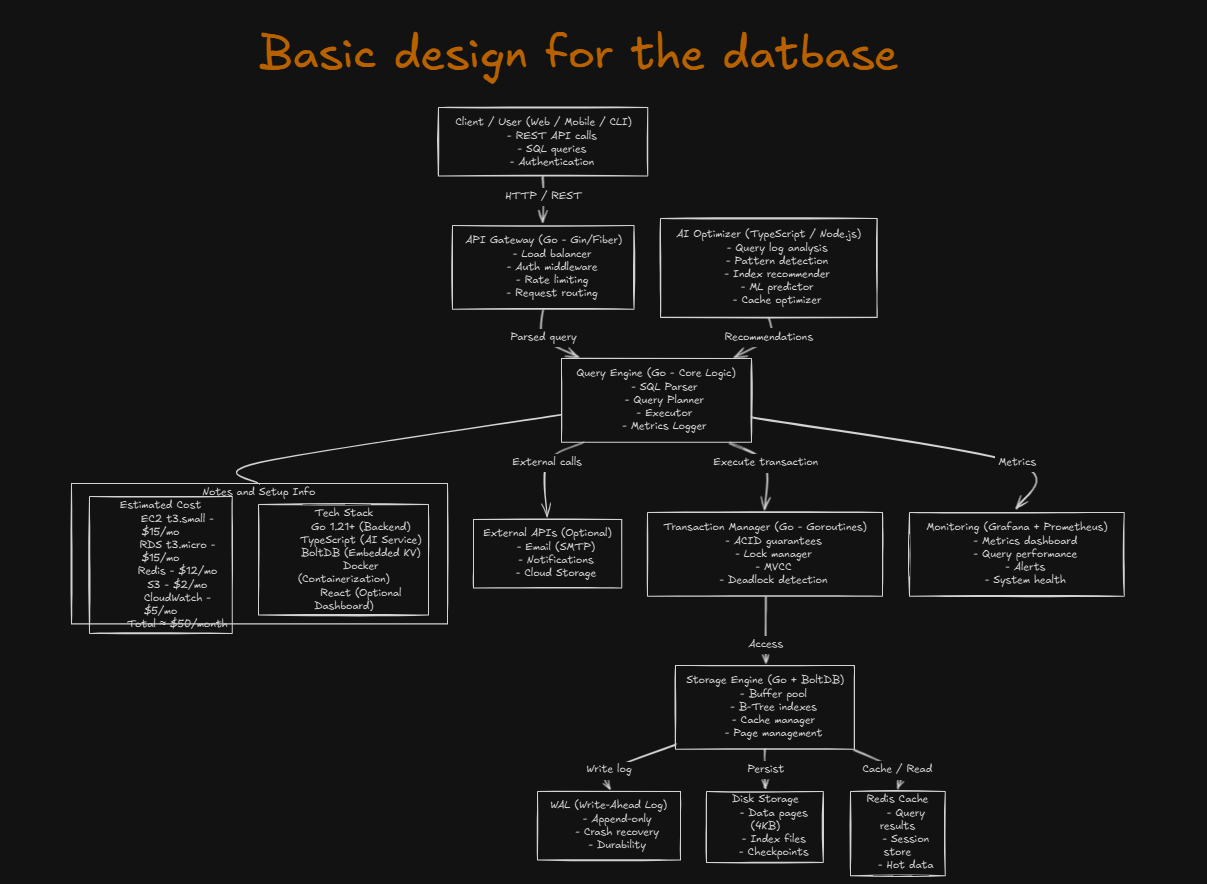 Basic design for the datbase
Client / User (Web / Mobile / CLI)
- REST API calls
- SQL queries
- Authentication
HTTP / REST
API Gateway (Go - Gin/Fiber)
- Load balancer
- Auth middleware
- Rate limiting
- Request routing
AI Optimizer (TypeScript / Node.js)
- Query log analysis
- Pattern detection
- Index recommender
- ML predictor
- Cache optimizer
Parsed query
Recommendations
Query Engine (Go - Core Logic)
- SQL Parser
- Query Planner
- Executor
- Metrics Logger
External calls
Execute transaction
Metrics
Notes and Setup Info
Estimated Cost
EC2 t3.small -
$15/mo
RDS t3.micro -
$15/mo
Redis - $12/mo
S3 - $2/mo
CloudWatch -
$5/mo
Total ≈ $50/month
Tech Stack
Go 1.21+ (Backend)
TypeScript (AI Service)
BoltDB (Embedded KV)
Docker
(Containerization)
React (Optional
Dashboard)
External APIs (Optional)
- Email (SMTP)
- Notifications
- Cloud Storage
Transaction Manager (Go - Goroutines)
- ACID guarantees
- Lock manager
- MVCC
- Deadlock detection
Monitoring (Grafana + Prometheus)
- Metrics dashboard
- Query performance
- Alerts
- System health
Access
Storage Engine (Go + BoltDB)
- Buffer pool
- B-Tree indexes
- Cache manager
- Page management
Write log
Persist
Cache / Read
WAL (Write-Ahead Log)
- Append-only
- Crash recovery
- Durability
Disk Storage
- Data pages
(4KB)
- Index files
- Checkpoints
Redis Cache
- Query
results
- Session
store
- Hot data